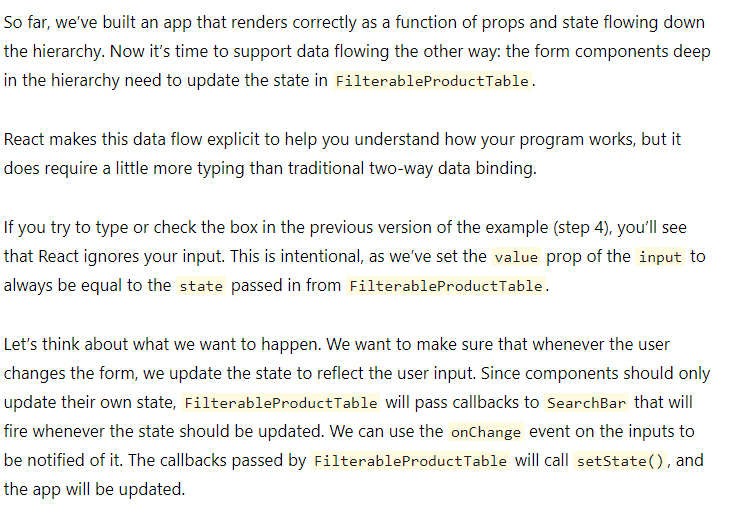 So far, we've built an app that renders correctly as a function of props and state flowing down
the hierarchy. Now it's time to support data flowing the other way: the form components deep
in the hierarchy need to update the state in FilterableProductTable.
React makes this data flow explicit to help you understand how your program works, but it
does require a little more typing than traditional two-way data binding.
If you try to type or check the box in the previous version of the example (step 4), you'll see
that React ignores your input. This is intentional, as we've set the value prop of the input to
always be equal to the state passed in from FilterableProductTable.
Let's think about what we want to happen. We want to make sure that whenever the user
changes the form, we update the state to reflect the user input. Since components should only
update their own state, FilterableProductTable will pass callbacks to SearchBar that will
fire whenever the state should be updated. We can use the onChange event on the inputs to
be notified of it. The callbacks passed by FilterableProductTable will call setState(), and
the app will be updated.